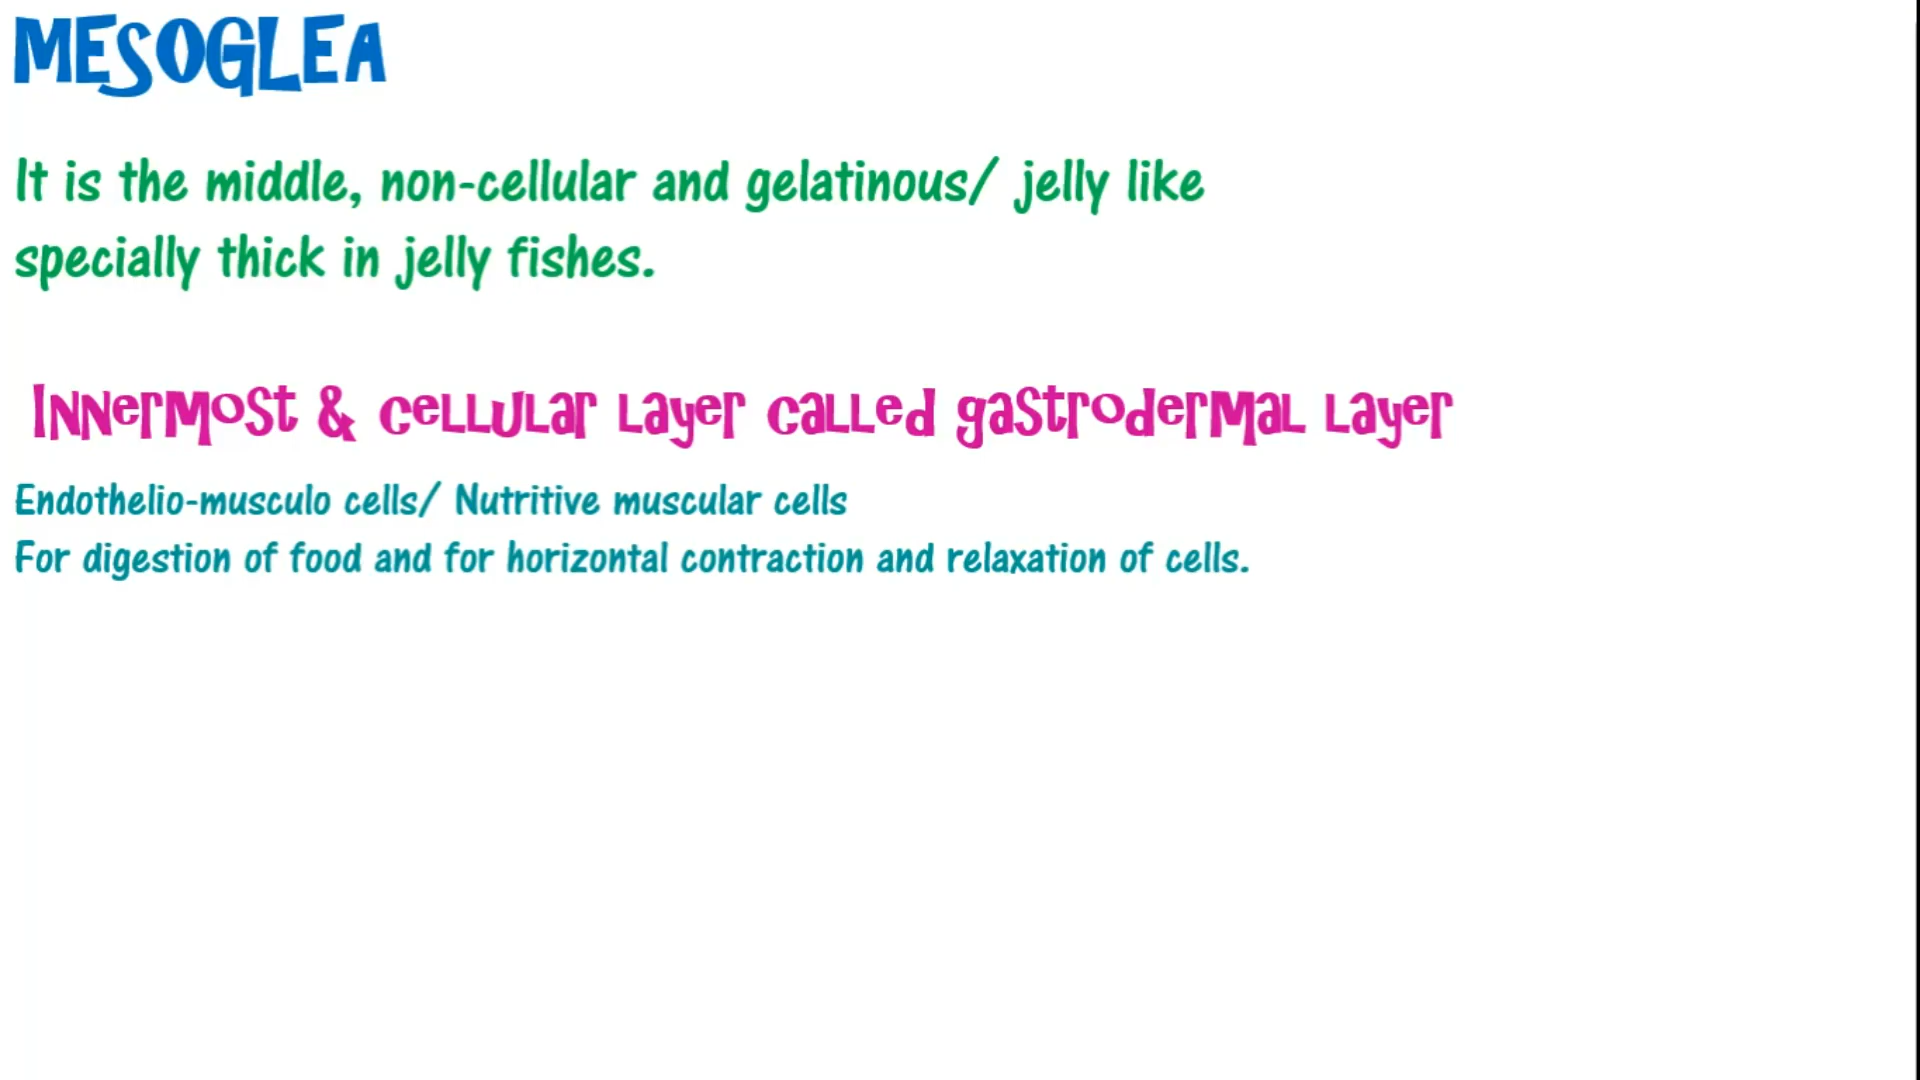 MESOGLEA
It is the middle, non-cellular and gelatinous/ jelly like
specially thick in jelly fishes.
Innermost & cellular layer called gastrodermal layer
Endothelio-musculo cells/ Nutritive muscular cells
For digestion of food and for horizontal contraction and relaxation of cells.